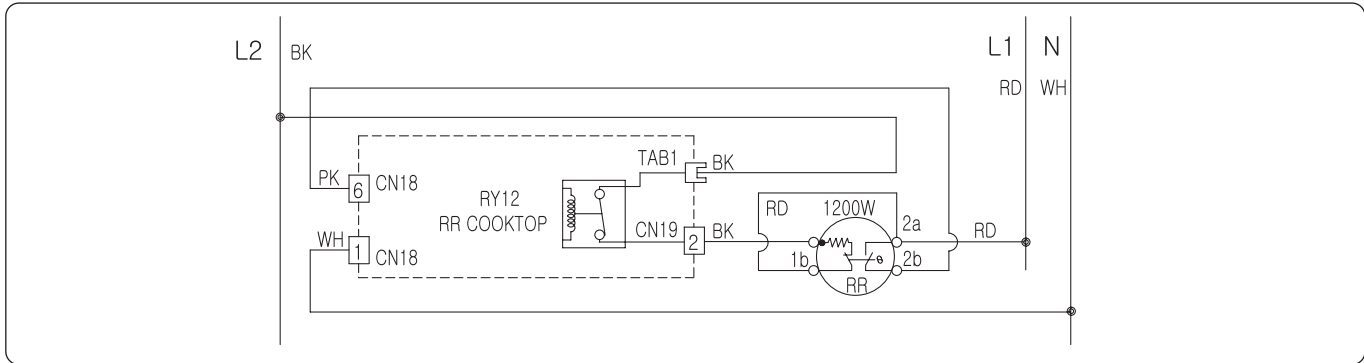 L2
BK
L1
N
RD
WH
PK
6
CN18
WH
1
CN18
RY12
RR COOKTOP
TAB1
BK
CN19
2
BK
RD
1200W
2a
RD
1b
θ
2b
RR